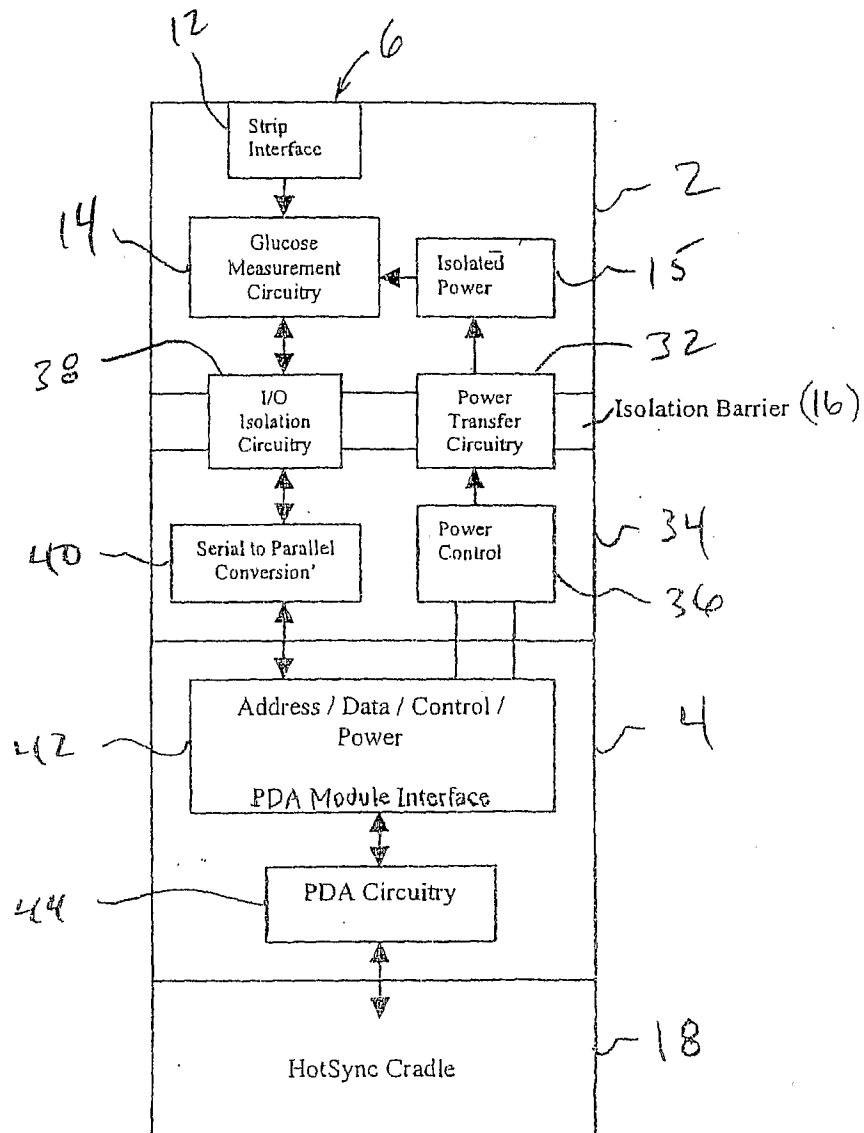 12
6
Strip
Interface
2
14
Glucose
Measurement
Circuitry
Isolated
Power
15
38
32
I/O
Isolation
Circuitry
Power
Transfer
Circuitry
Isolation Barrier (16)
34
40
Serial to Parallel
Conversion'
Power
Control
36
Address / Data / Control /
Power
4
42
PDA Module Interface
44
PDA Circuitry
18
HotSync Cradle